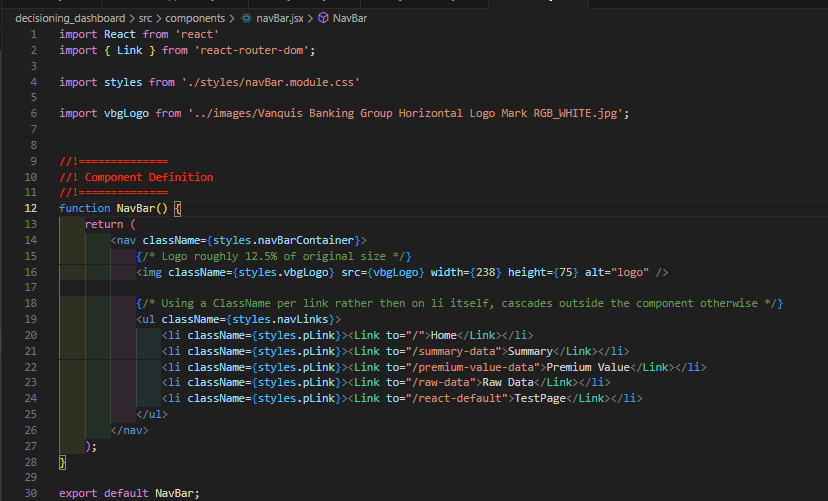 decisioning_dashboard > src > components > navBar.jsx > NavBar
1 import React from 'react'
2 import { Link } from 'react-router-dom';
3
4 import styles from './styles/navBar.module.css'
5
6 import vbgLogo from '../images/Vanquis Banking Group Horizontal Logo Mark RGB_WHITE.jpg';
7
8
9 //!==============
10 //! Component Definition
11 //!==============
12 function NavBar() {
13 return (
14 <nav className={styles.navBarContainer}>
15 {/* Logo roughly 12.5% of original size */}
16 <img className={styles.vbgLogo} src={vbgLogo} width={238} height={75} alt="logo" />
17
18 {/* Using a ClassName per link rather then on li itself, cascades outside the component otherwise */}
19 <ul className={styles.navLinks}>
20 <li className={styles.pLink}><Link to="/">Home</Link></li>
21 <li className={styles.pLink}><Link to="/summary-data">Summary</Link></li>
22 <li className={styles.pLink}><Link to="/premium-value-data">Premium Value</Link></li>
23 <li className={styles.pLink}><Link to="/raw-data">Raw Data</Link></li>
24 <li className={styles.pLink}><Link to="/react-default">TestPage</Link></li>
25 </ul>
26 </nav>
27 );
28 }
29
30 export default NavBar;